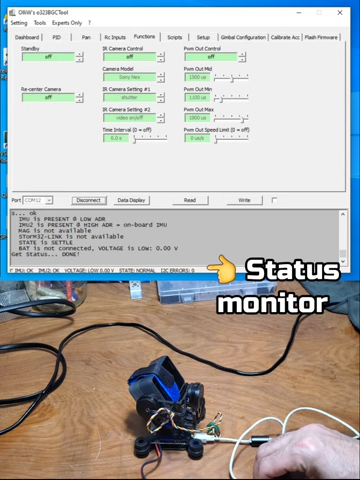 OlliW's o323BGCTool
Setting Tools Experts Only ?
Dashboard PID Pan Rc Inputs Functions Scripts Setup Gimbal Configuration Calibrate Acc Flash Firmware
Standby IR Camera Control Pwm Out Control
off off off
Camera Model Pwm Out Mid
Sony Nex 1500 us
Re-center Camera IR Camera Setting #1 Pwm Out Min
off shutter 1100 us
IR Camera Setting #2 Pwm Out Max
video on/off 1900 us
Time Interval (0 = off) Pwm Out Speed Limit (0 = off)
0.0 s 0 us/s
Port COM12 Disconnect Data Display Read Write
s... ok
IMU is PRESENT @ LOW ADR
IMU2 is PRESENT @ HIGH ADR = on-board IMU
MAG is not available
STorM32-LINK is not available
STATE is SETTLE
BAT is not connected, VOLTAGE is LOW: 0.00 V
Get Status... DONE!
IMU: OK IMU2: OK VOLTAGE: LOW 0.00 V STATE: NORMAL I2C ERRORS: 0
Status
monitor